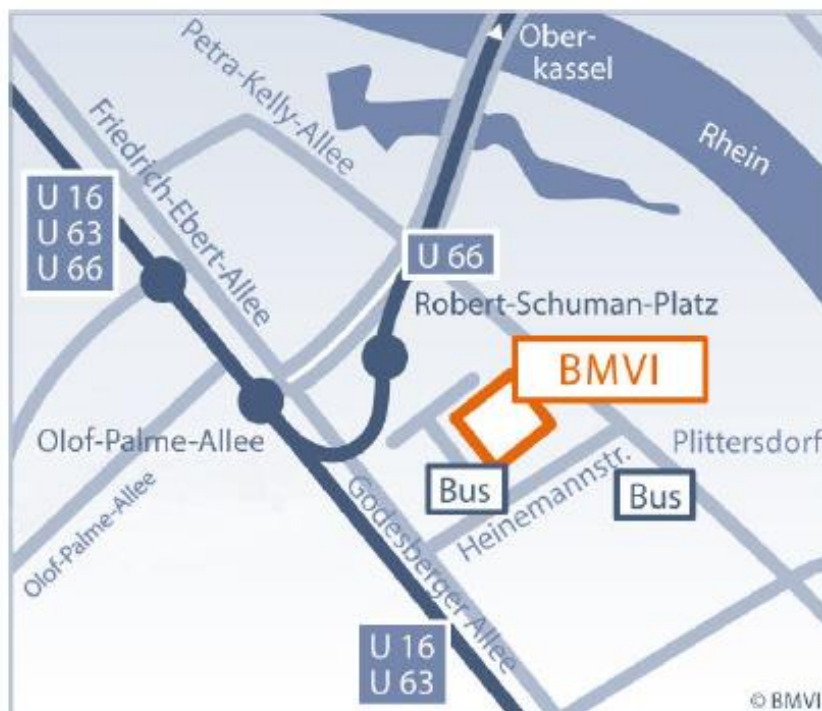 Ober-
kassel
Petra-Kelly-Allee
Rhein
Friedrich-Ebert-Allee
U 16
U 63
U 66
U 66
Robert-Schuman-Platz
BMVI
Olof-Palme-Allee
Plittersdorf
Bus
Bus
Heinemannstr.
Olof-Palme-Allee
Godesberger Allee
U 16
U 63
© BMVI